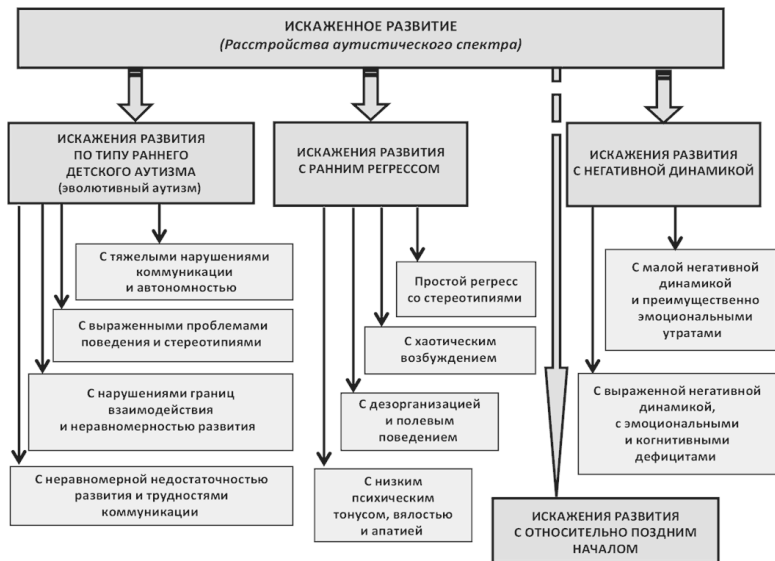 ИСКАЖЕННОЕ РАЗВИТИЕ
(Расстройства аутистического спектра)
ИСКАЖЕНИЯ РАЗВИТИЯ
ПО ТИПУ РАННЕГО
ДЕТСКОГО АУТИЗМА
(эволютивный аутизм)
С тяжелыми нарушениями
коммуникации
и автономностью
С выраженными проблемами
поведения и стереотипиями
С нарушениями границ
взаимодействия
и неравномерностью развития
С неравномерной недостаточностью
развития и трудностями
коммуникации
ИСКАЖЕНИЯ РАЗВИТИЯ
С РАННИМ РЕГРЕССОМ
Простой регресс
со стереотипиями
С хаотическим
возбуждением
С дезорганизацией
и полевым
поведением
С низким
психическим
тонусом, вялостью
и апатией
ИСКАЖЕНИЯ РАЗВИТИЯ
С НЕГАТИВНОЙ ДИНАМИКОЙ
С малой негативной
динамикой
и преимущественно
эмоциональными
утратами
С выраженной негативной
динамикой,
с эмоциональными
и когнитивными
дефицитами
ИСКАЖЕНИЯ РАЗВИТИЯ
С ОТНОСИТЕЛЬНО ПОЗДНИМ
НАЧАЛОМ